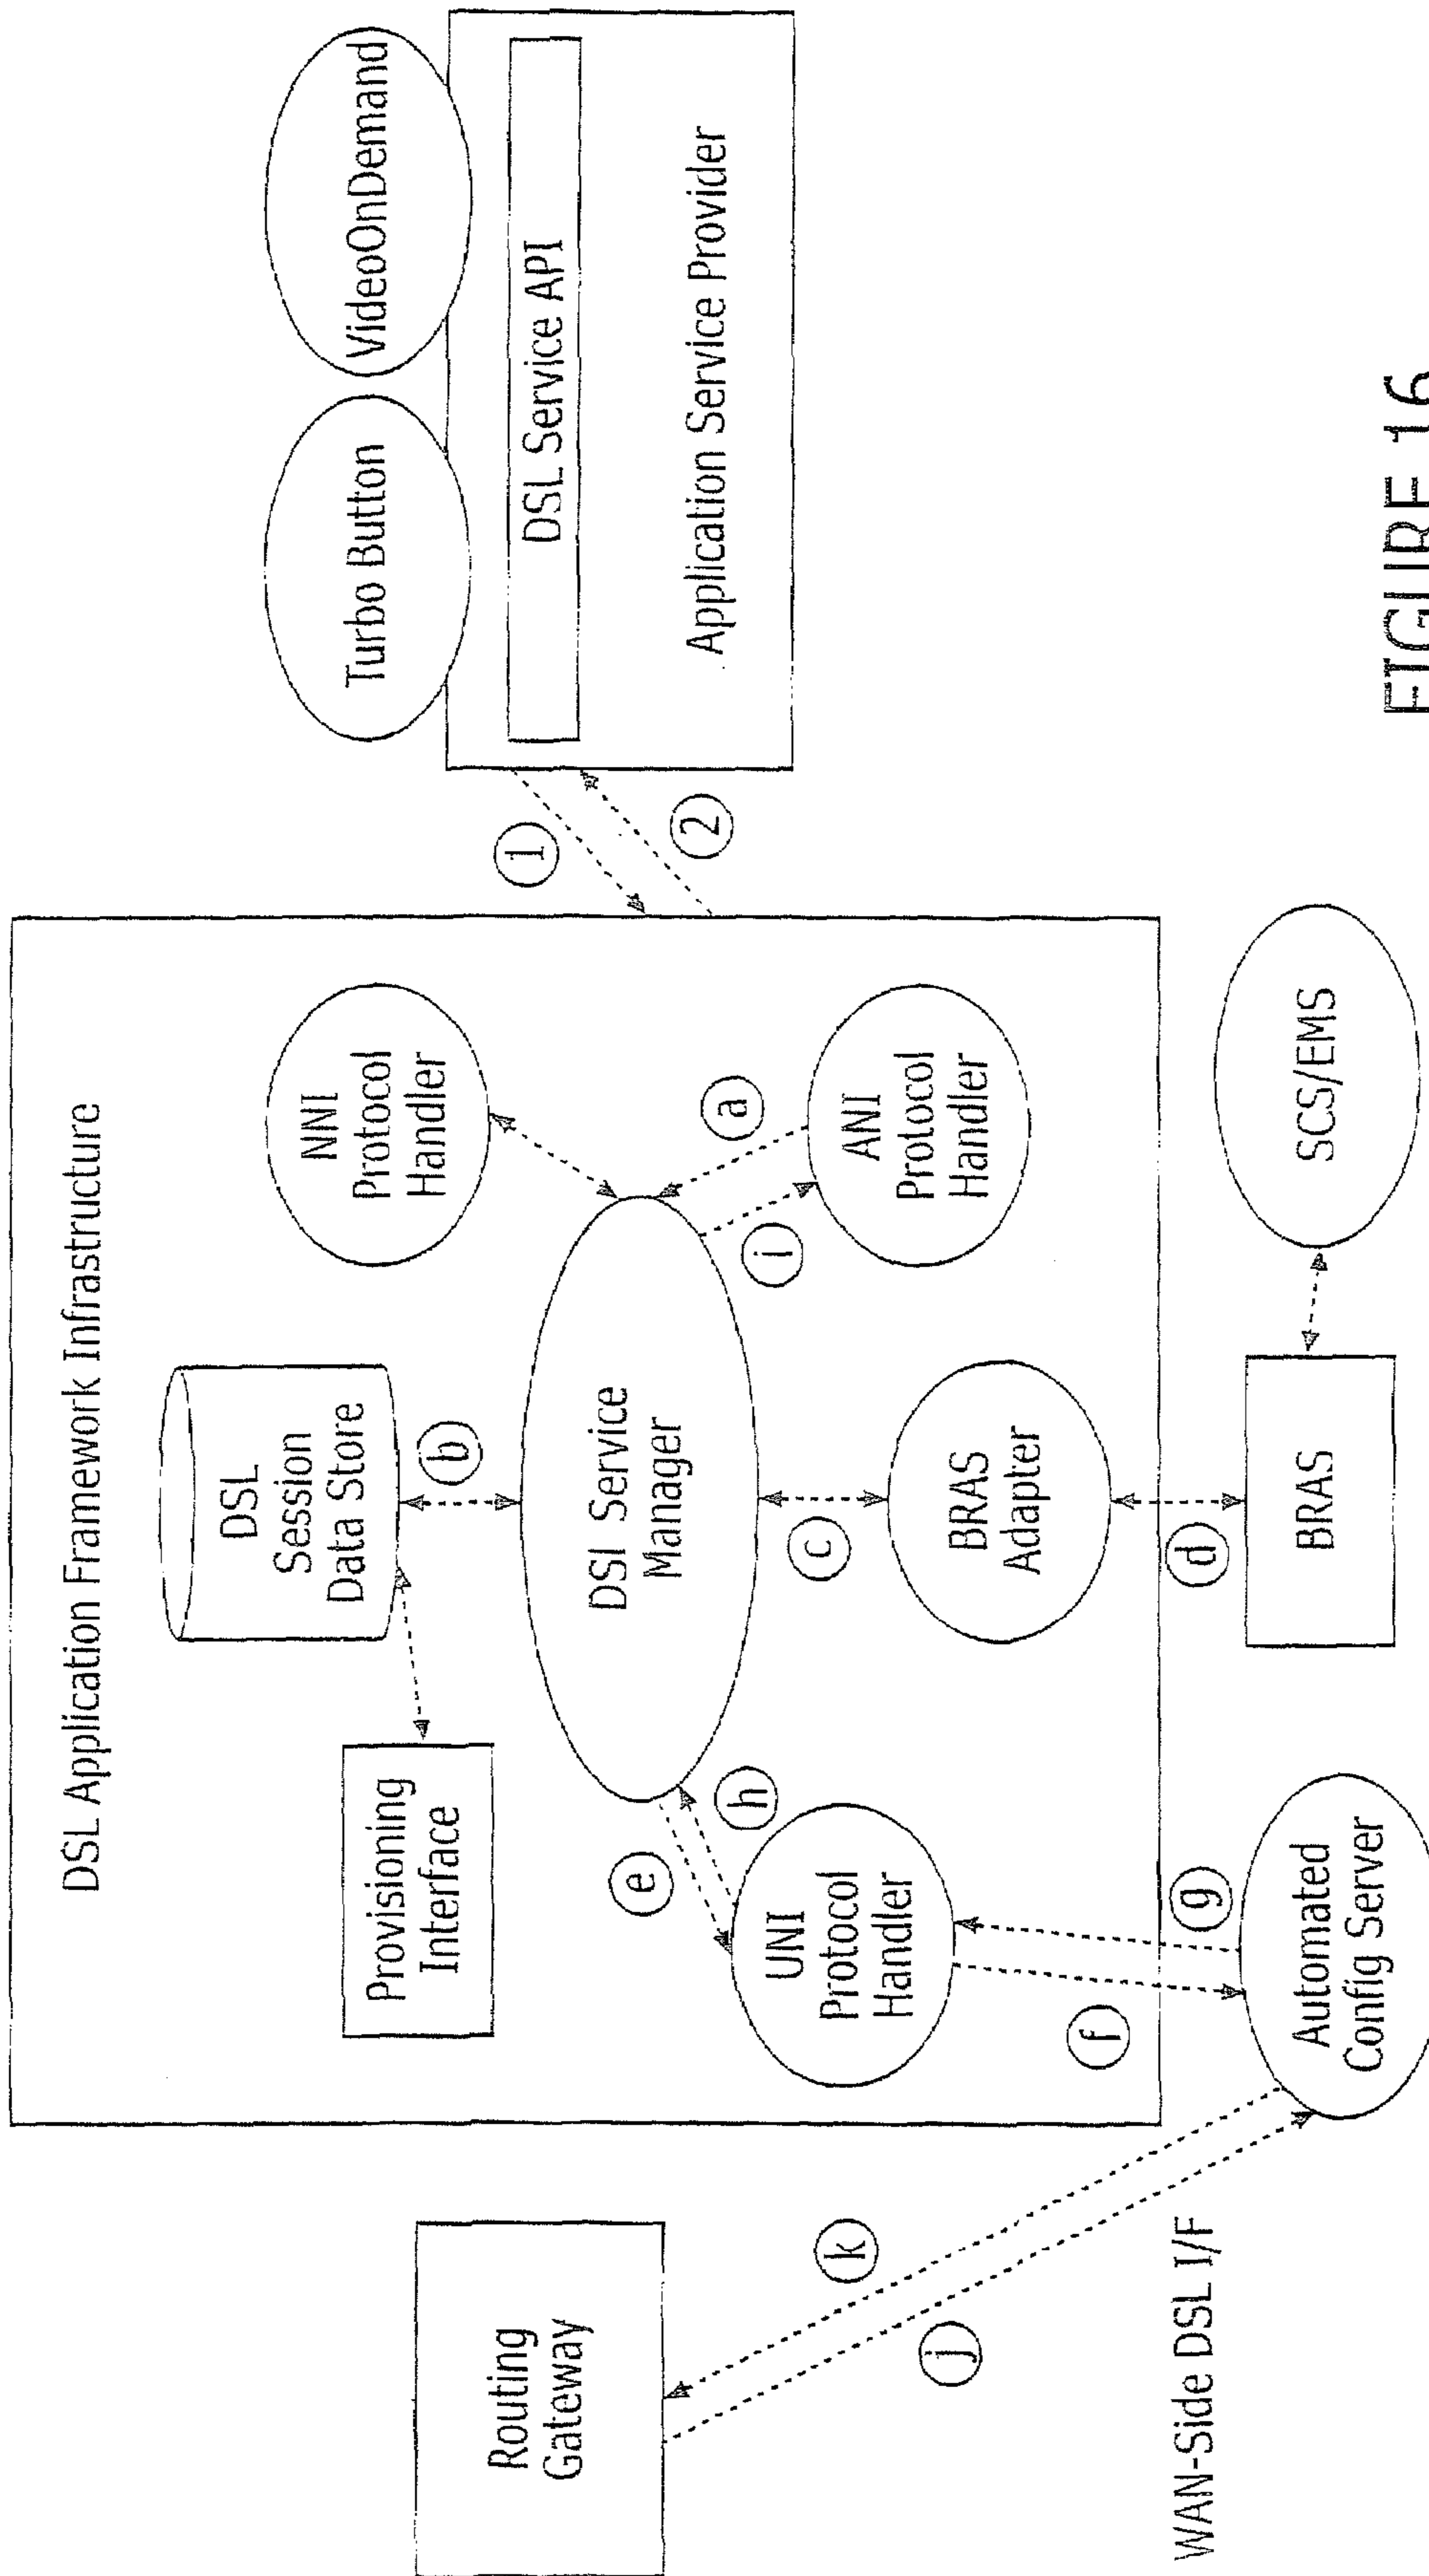 DSL Application Framework Infrastructure
Provisioning
Interface
DSL
Session
Data Store
NNI
Protocol
Handler
b
DSI Service
Manager
e
h
c
i
a
UNI
Protocol
Handler
BRAS
Adapter
ANI
Protocol
Handler
f
g
d
Automated
Config Server
BRAS
SCS/EMS
Routing
Gateway
k
j
WAN-Side DSL I/F
1
2
Turbo Button
VideoOnDemand
DSL Service API
Application Service Provider
FIGURE 16